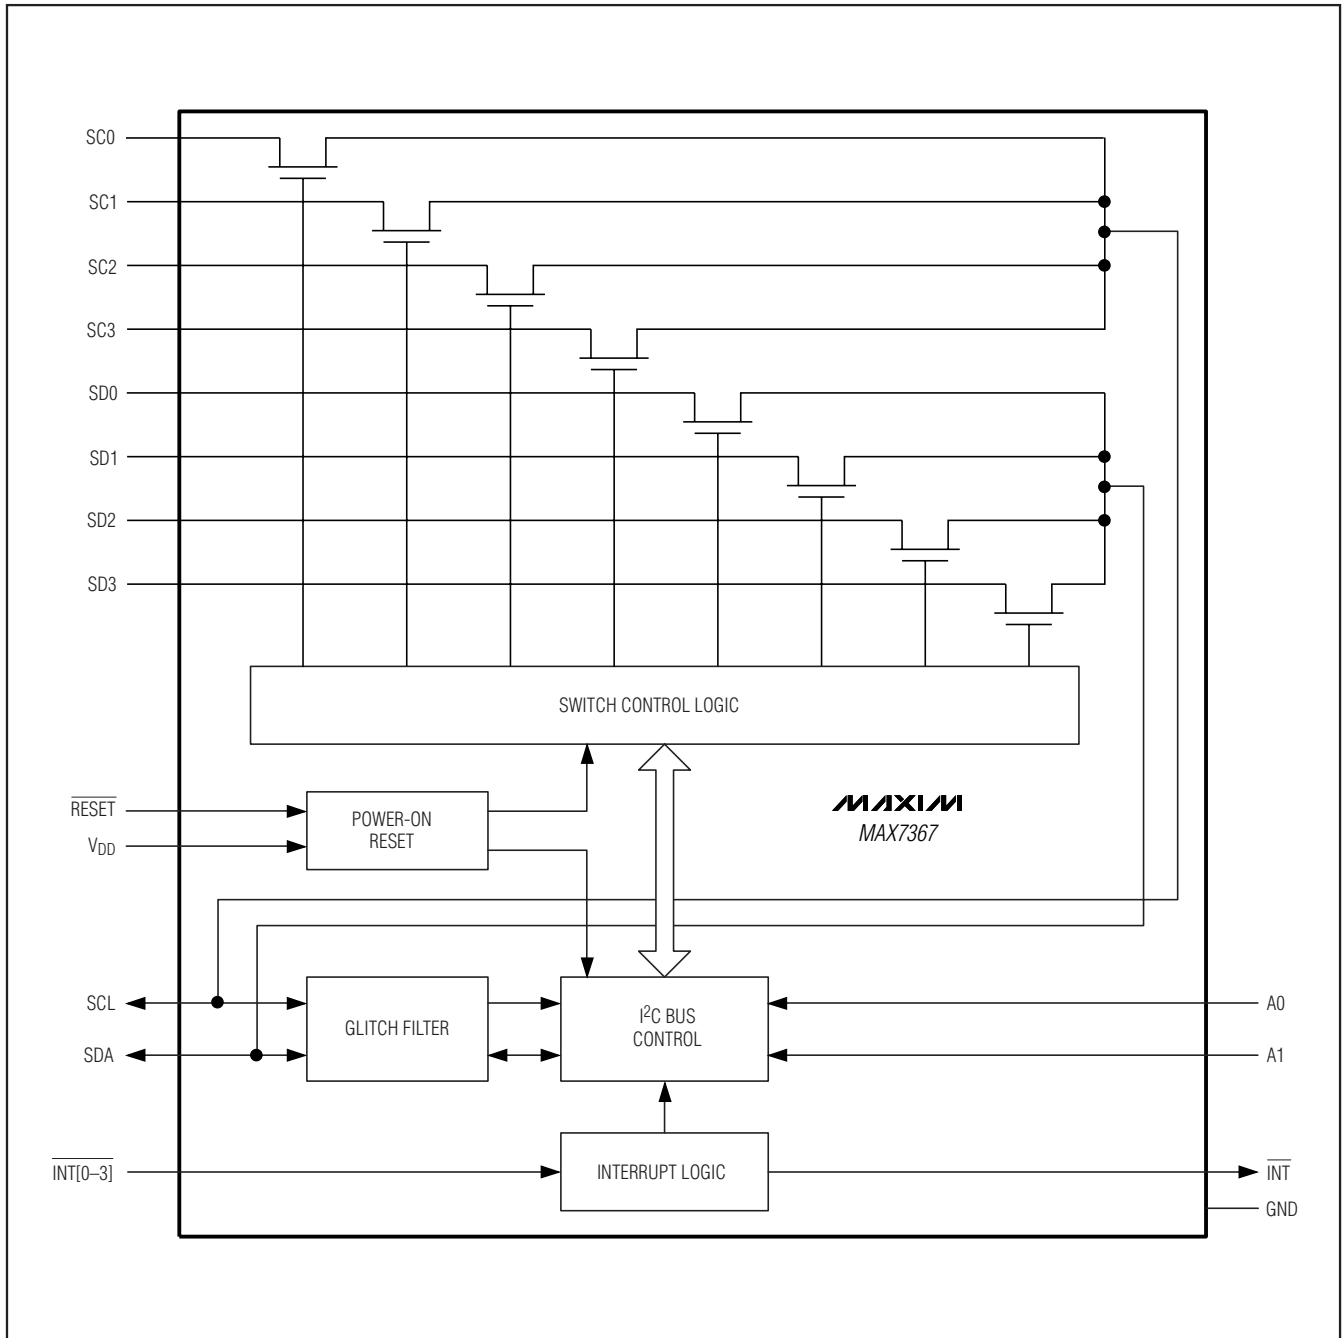 SC0
SC1
SC2
SC3
SD0
SD1
SD2
SD3
SWITCH CONTROL LOGIC
RESET
VDD
POWER-ON
RESET
MAXIM
MAX7367
SCL
SDA
GLITCH FILTER
I²C BUS
CONTROL
A0
A1
INT[0–3]
INTERRUPT LOGIC
INT
GND